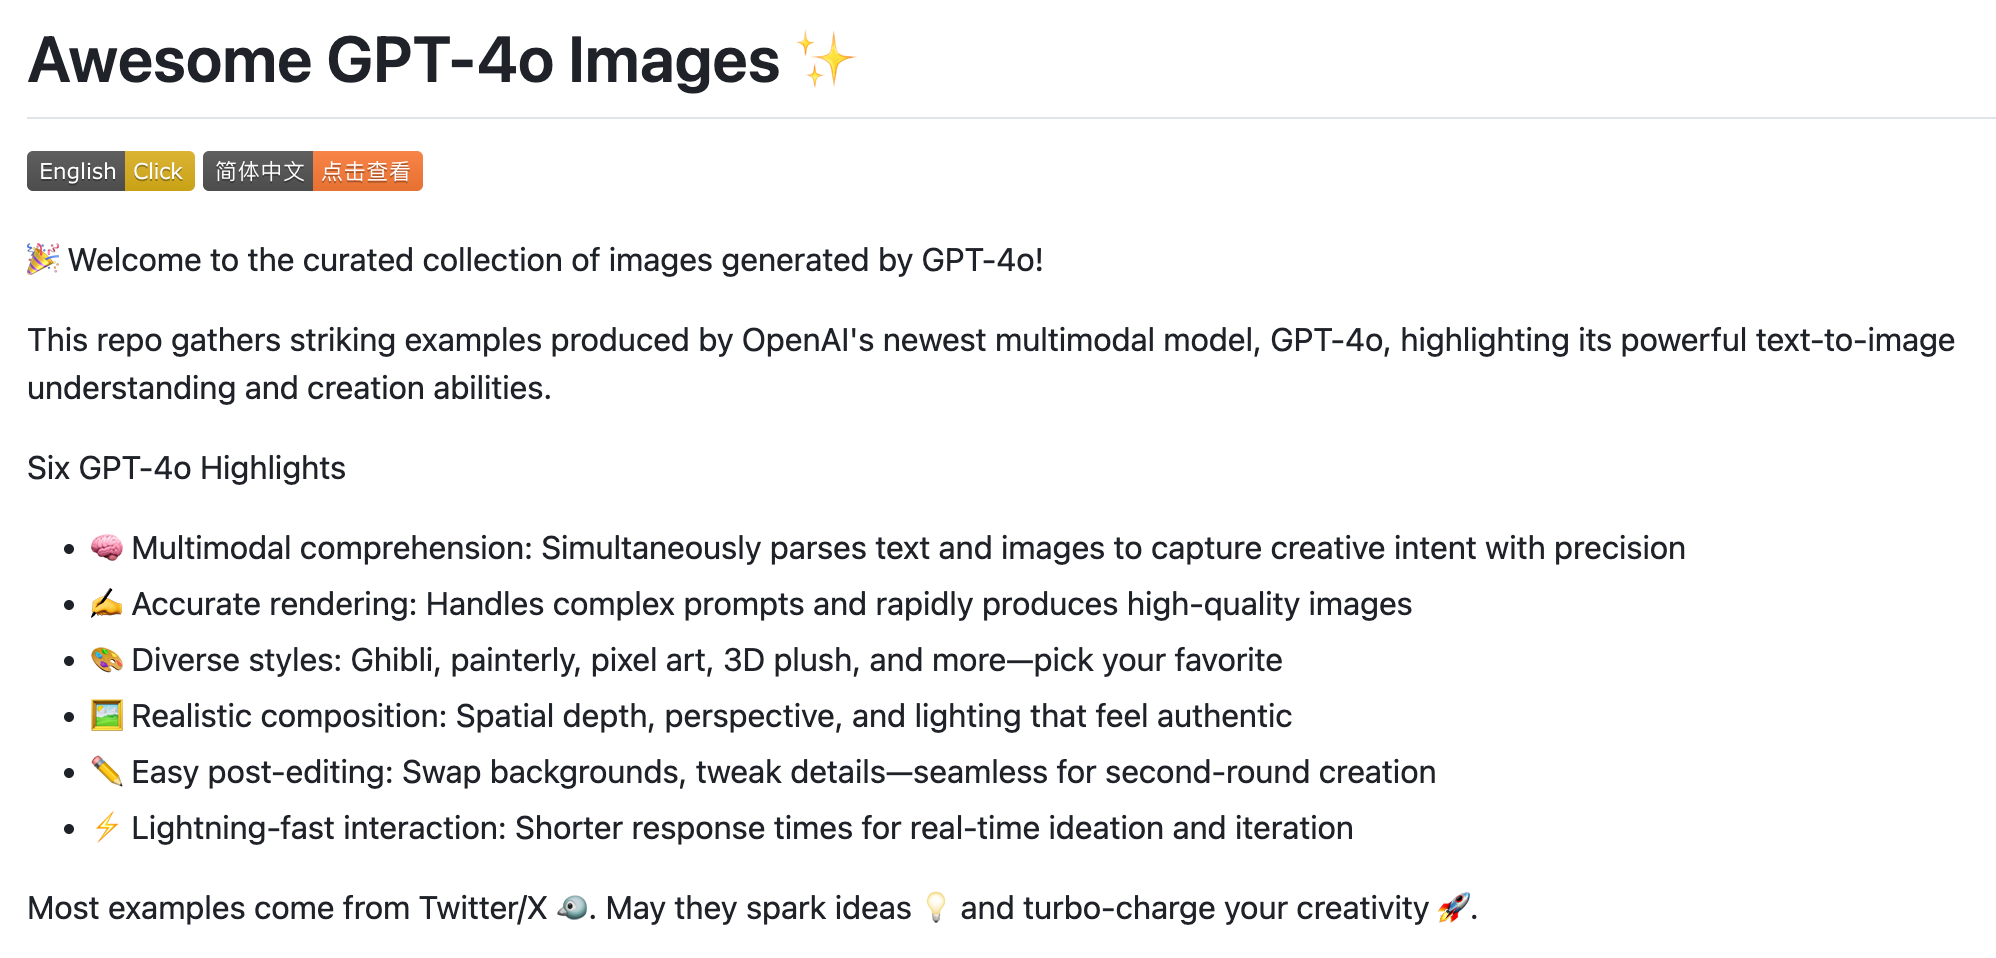 Awesome GPT-4o Images ✨
English Click 简体中文 点击查看
🎉 Welcome to the curated collection of images generated by GPT-4o!
This repo gathers striking examples produced by OpenAI's newest multimodal model, GPT-4o, highlighting its powerful text-to-image
understanding and creation abilities.
Six GPT-4o Highlights
• 🧠 Multimodal comprehension: Simultaneously parses text and images to capture creative intent with precision
• ✍️ Accurate rendering: Handles complex prompts and rapidly produces high-quality images
• 🎨 Diverse styles: Ghibli, painterly, pixel art, 3D plush, and more—pick your favorite
• 🖼️ Realistic composition: Spatial depth, perspective, and lighting that feel authentic
• ✏️ Easy post-editing: Swap backgrounds, tweak details—seamless for second-round creation
• ⚡ Lightning-fast interaction: Shorter response times for real-time ideation and iteration
Most examples come from Twitter/X 🐦. May they spark ideas 💡 and turbo-charge your creativity 🚀.